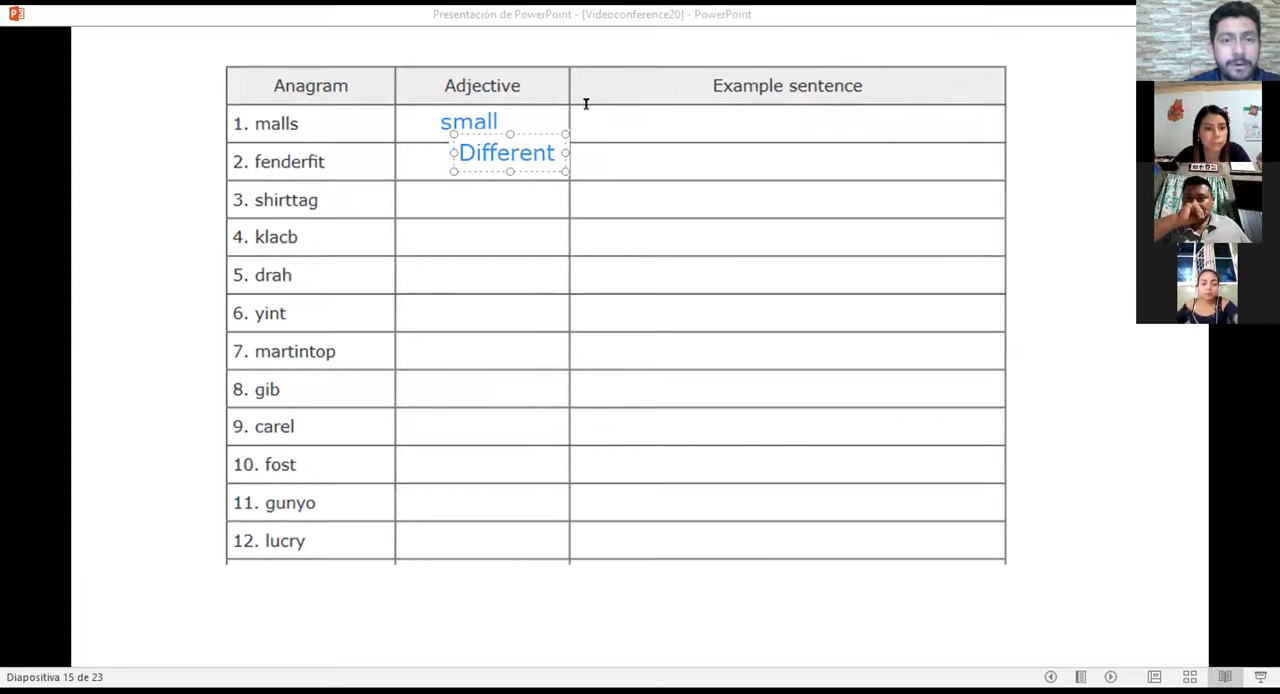 Presentación de PowerPoint - [Videoconference20] - PowerPoint
Anagram Adjective Example sentence
1. malls small
2. fenderfit Different
3. shirttag
4. klacb
5. drah
6. yint
7. martintop
8. gib
9. carel
10. fost
11. gunyo
12. lucry
Diapositiva 15 de 23